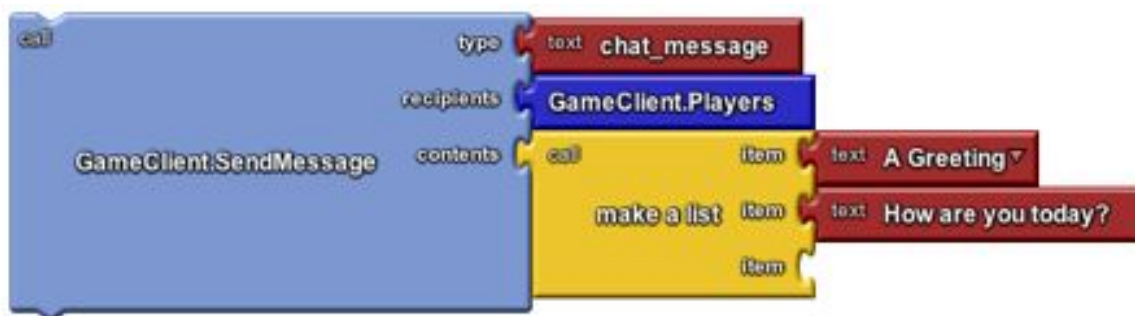 call
type
text chat_message
recipients
GameClient.Players
GameClient.SendMessage
contents
call
item
text A Greeting
make a list
item
text How are you today?
item